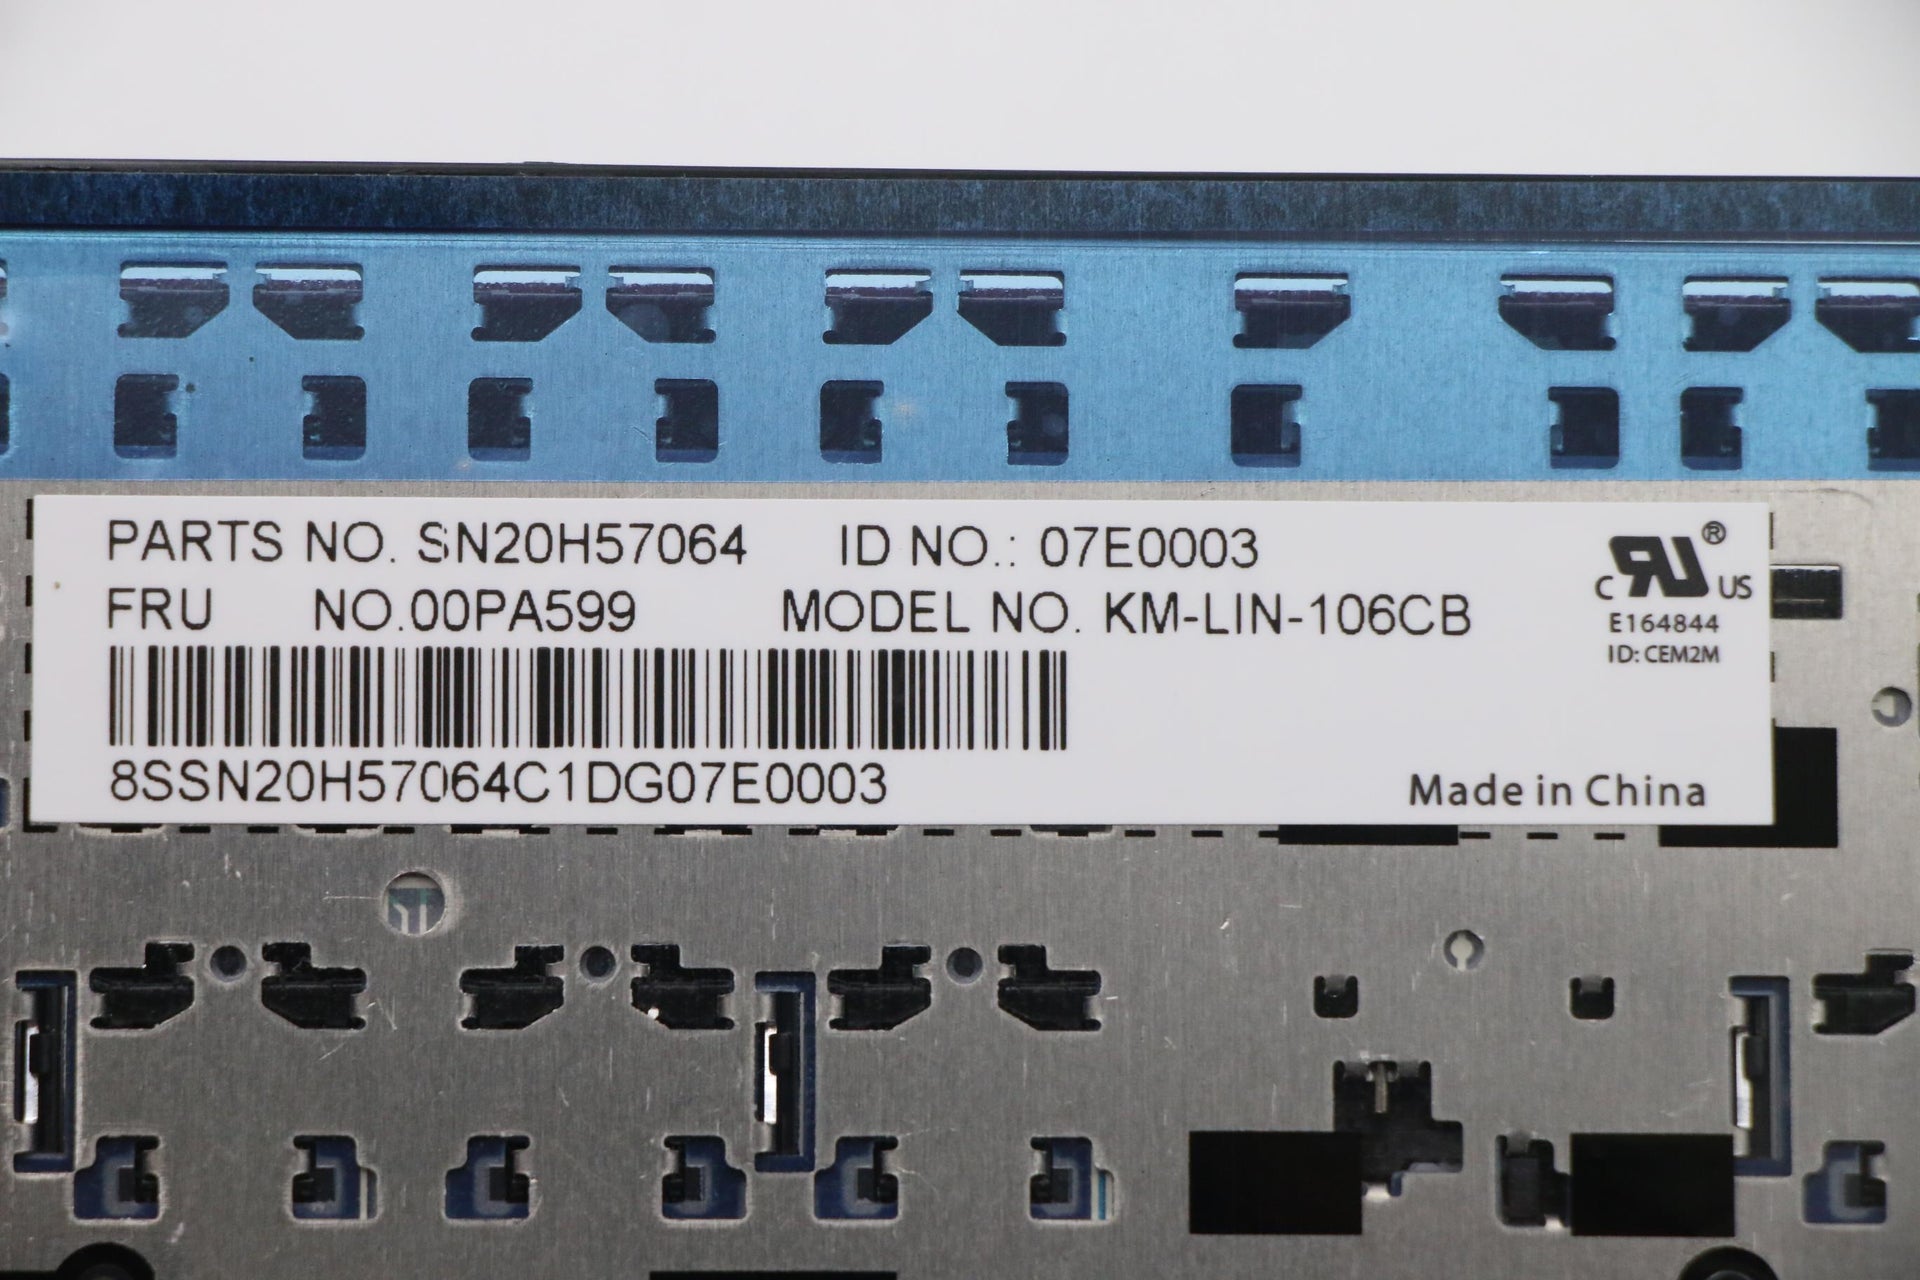 PARTS NO. SN20H57064 ID NO.: 07E0003
FRU NO.00PA599 MODEL NO. KM-LIN-106CB
8SSN20H57064C1DG07E0003
c RU ® US
E164844
ID: CEM2M
Made in China